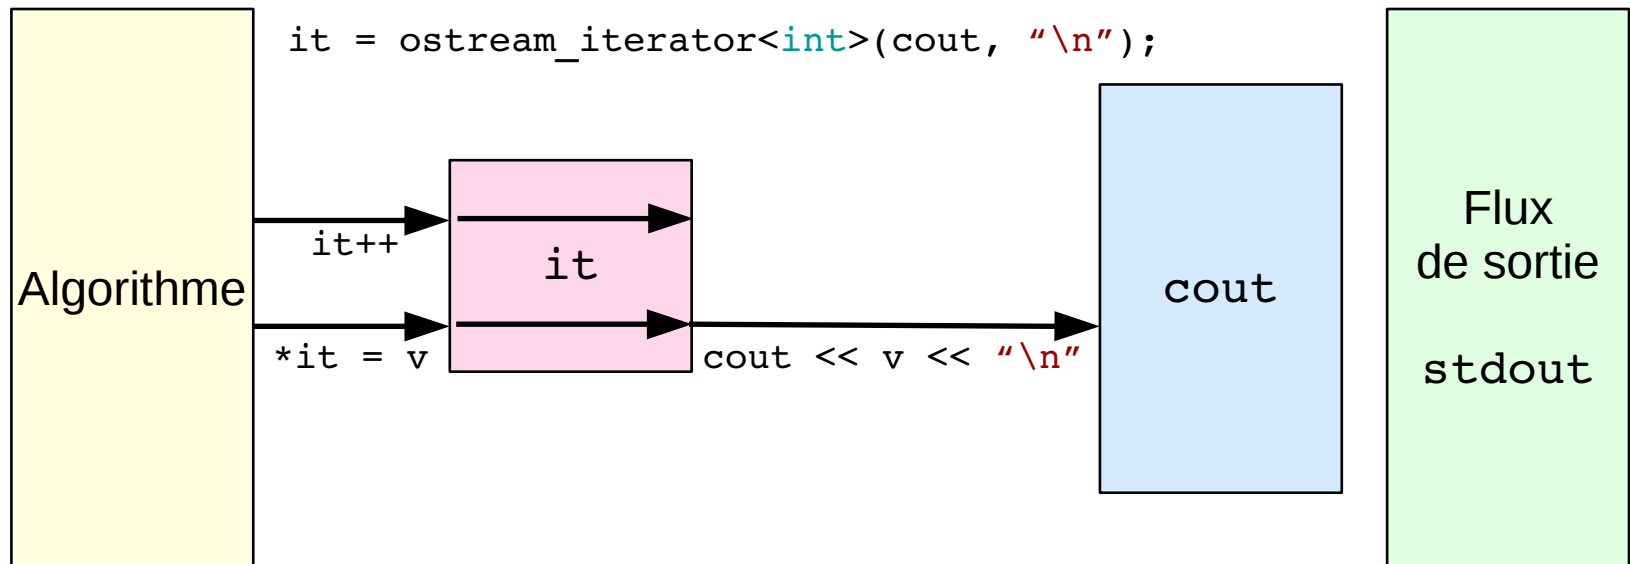 it = ostream_iterator<int>(cout, “\n”);
Algorithme
it++
it
*it = v
cout << v << “\n”
cout
Flux
de sortie
stdout